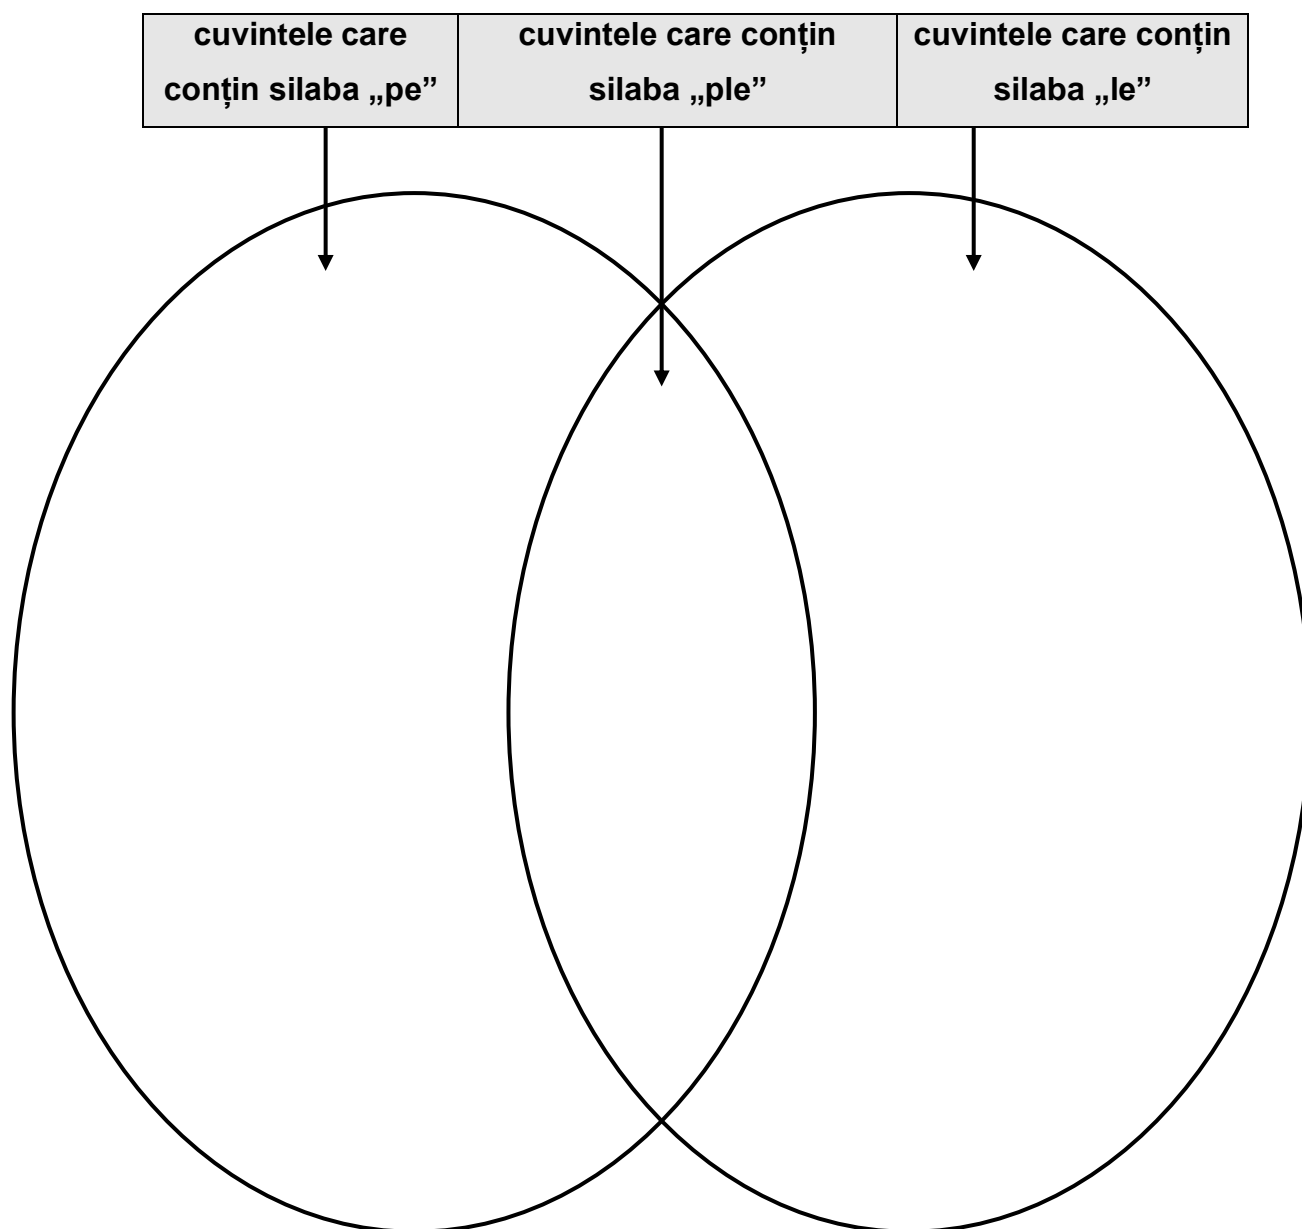 cuvintele care
conțin silaba „pe”
cuvintele care conțin
silaba „ple”
cuvintele care conțin
silaba „le”